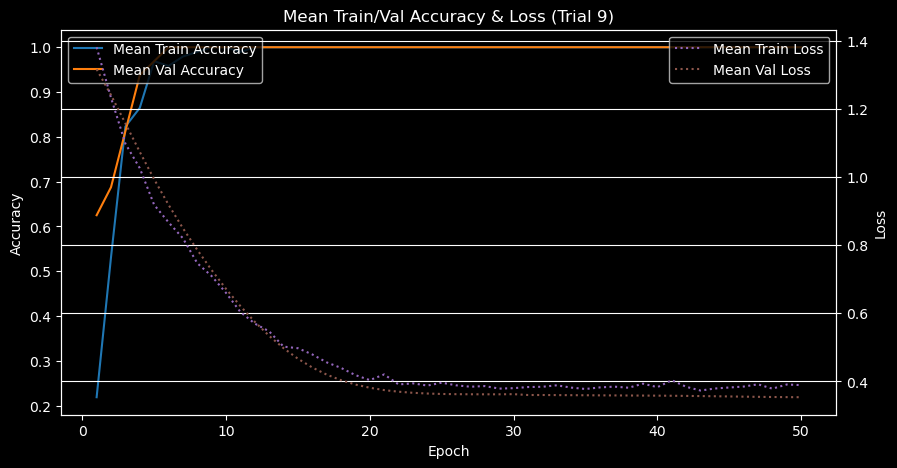 Mean Train/Val Accuracy & Loss (Trial 9)
Mean Train Accuracy
Mean Val Accuracy
Mean Train Loss
Mean Val Loss
1.0
0.9
0.8
0.7
0.6
0.5
0.4
0.3
0.2
Accuracy
1.4
1.2
1.0
0.8
0.6
0.4
Loss
0
10
20
30
40
50
Epoch